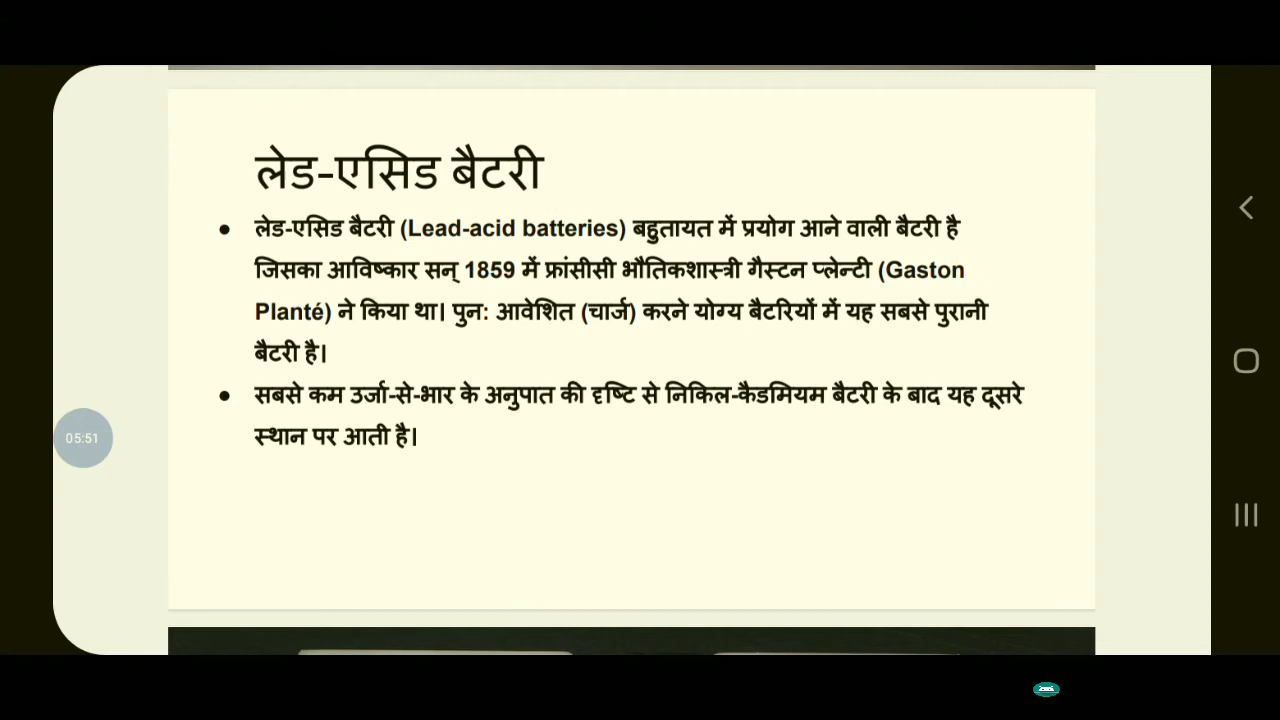 लेड-एसिड बैटरी
● लेड-एसिड बैटरी (Lead-acid batteries) बहुतायत में प्रयोग आने वाली बैटरी है
जिसका आविष्कार सन् 1859 में फ्रांसीसी भौतिकशास्त्री गैस्टन प्लेन्टी (Gaston
Planté) ने किया था। पुन: आवेशित (चार्ज) करने योग्य बैटरियों में यह सबसे पुरानी
बैटरी है।
● सबसे कम उर्जा-से-भार के अनुपात की दृष्टि से निकिल-कैडमियम बैटरी के बाद यह दूसरे
स्थान पर आती है।
05:51